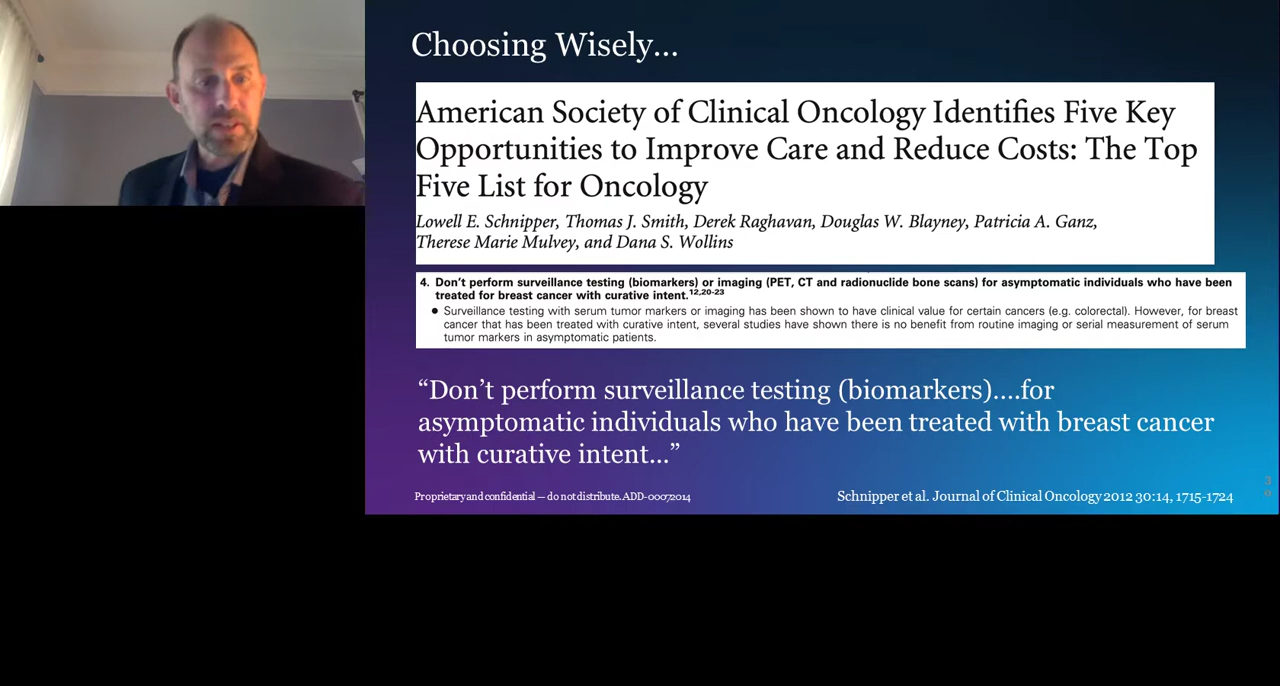 Choosing Wisely...
American Society of Clinical Oncology Identifies Five Key
Opportunities to Improve Care and Reduce Costs: The Top
Five List for Oncology
Lowell E. Schnipper, Thomas J. Smith, Derek Raghavan, Douglas W. Blayney, Patricia A. Ganz,
Therese Marie Mulvey, and Dana S. Wollins
4. Don't perform surveillance testing (biomarkers) or imaging (PET, CT and radionuclide bone scans) for asymptomatic individuals who have been
treated for breast cancer with curative intent.12,20-23
● Surveillance testing with serum tumor markers or imaging has been shown to have clinical value for certain cancers (e.g. colorectal). However, for breast
cancer that has been treated with curative intent, several studies have shown there is no benefit from routine imaging or serial measurement of serum
tumor markers in asymptomatic patients.
“Don’t perform surveillance testing (biomarkers)....for
asymptomatic individuals who have been treated with breast cancer
with curative intent...”
Proprietary and confidential — do not distribute. ADD-00072014
Schnipper et al. Journal of Clinical Oncology 2012 30:14, 1715-1724
3